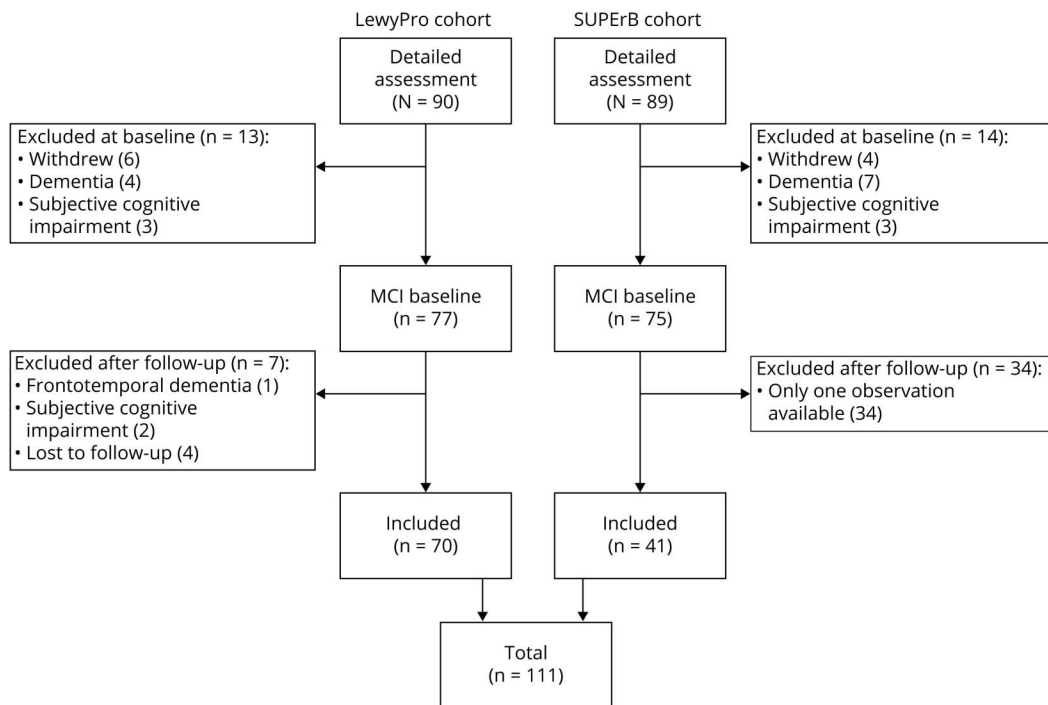 LewyPro cohort
SUPErB cohort
Detailed
assessment
(N = 90)
Detailed
assessment
(N = 89)
Excluded at baseline (n = 13):
• Withdrew (6)
• Dementia (4)
• Subjective cognitive
impairment (3)
Excluded at baseline (n = 14):
• Withdrew (4)
• Dementia (7)
• Subjective cognitive
impairment (3)
MCI baseline
(n = 77)
MCI baseline
(n = 75)
Excluded after follow-up (n = 7):
• Frontotemporal dementia (1)
• Subjective cognitive
impairment (2)
• Lost to follow-up (4)
Excluded after follow-up (n = 34):
• Only one observation
available (34)
Included
(n = 70)
Included
(n = 41)
Total
(n = 111)